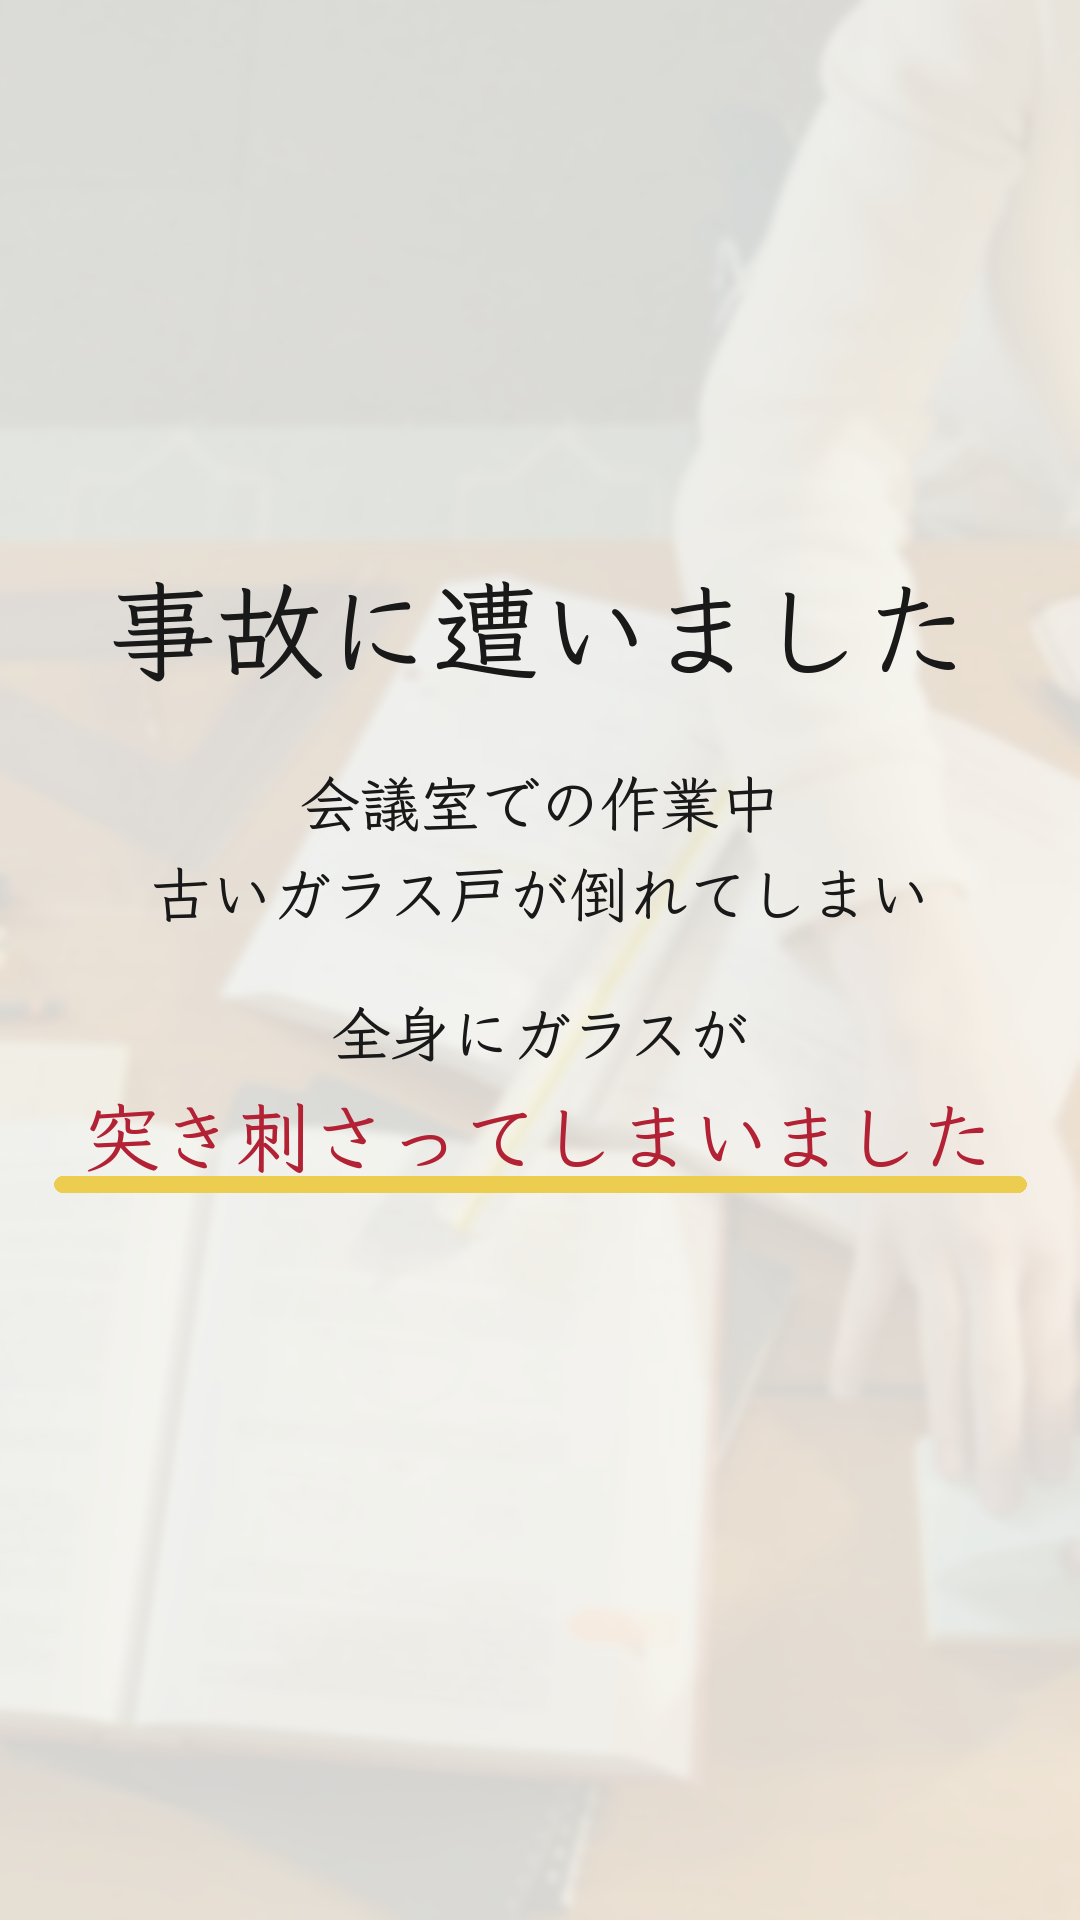 事故に遭いました
会議室での作業中
古いガラス戸が倒れてしまい
全身にガラスが
突き刺さってしまいました